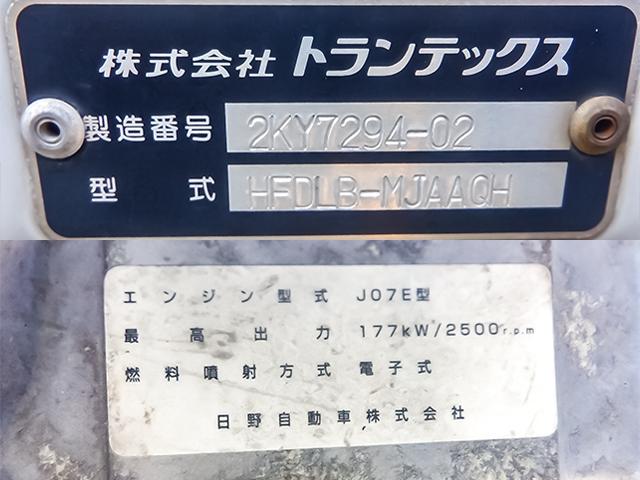 株式会社 トランテックス
製造番号 2KY7294-02
型式 HFDLB-MJAAQH
エンジン型式 J07E型
最高出力 177kW/2500r.p.m
燃料噴射方式 電子式
日野自動車株式会社